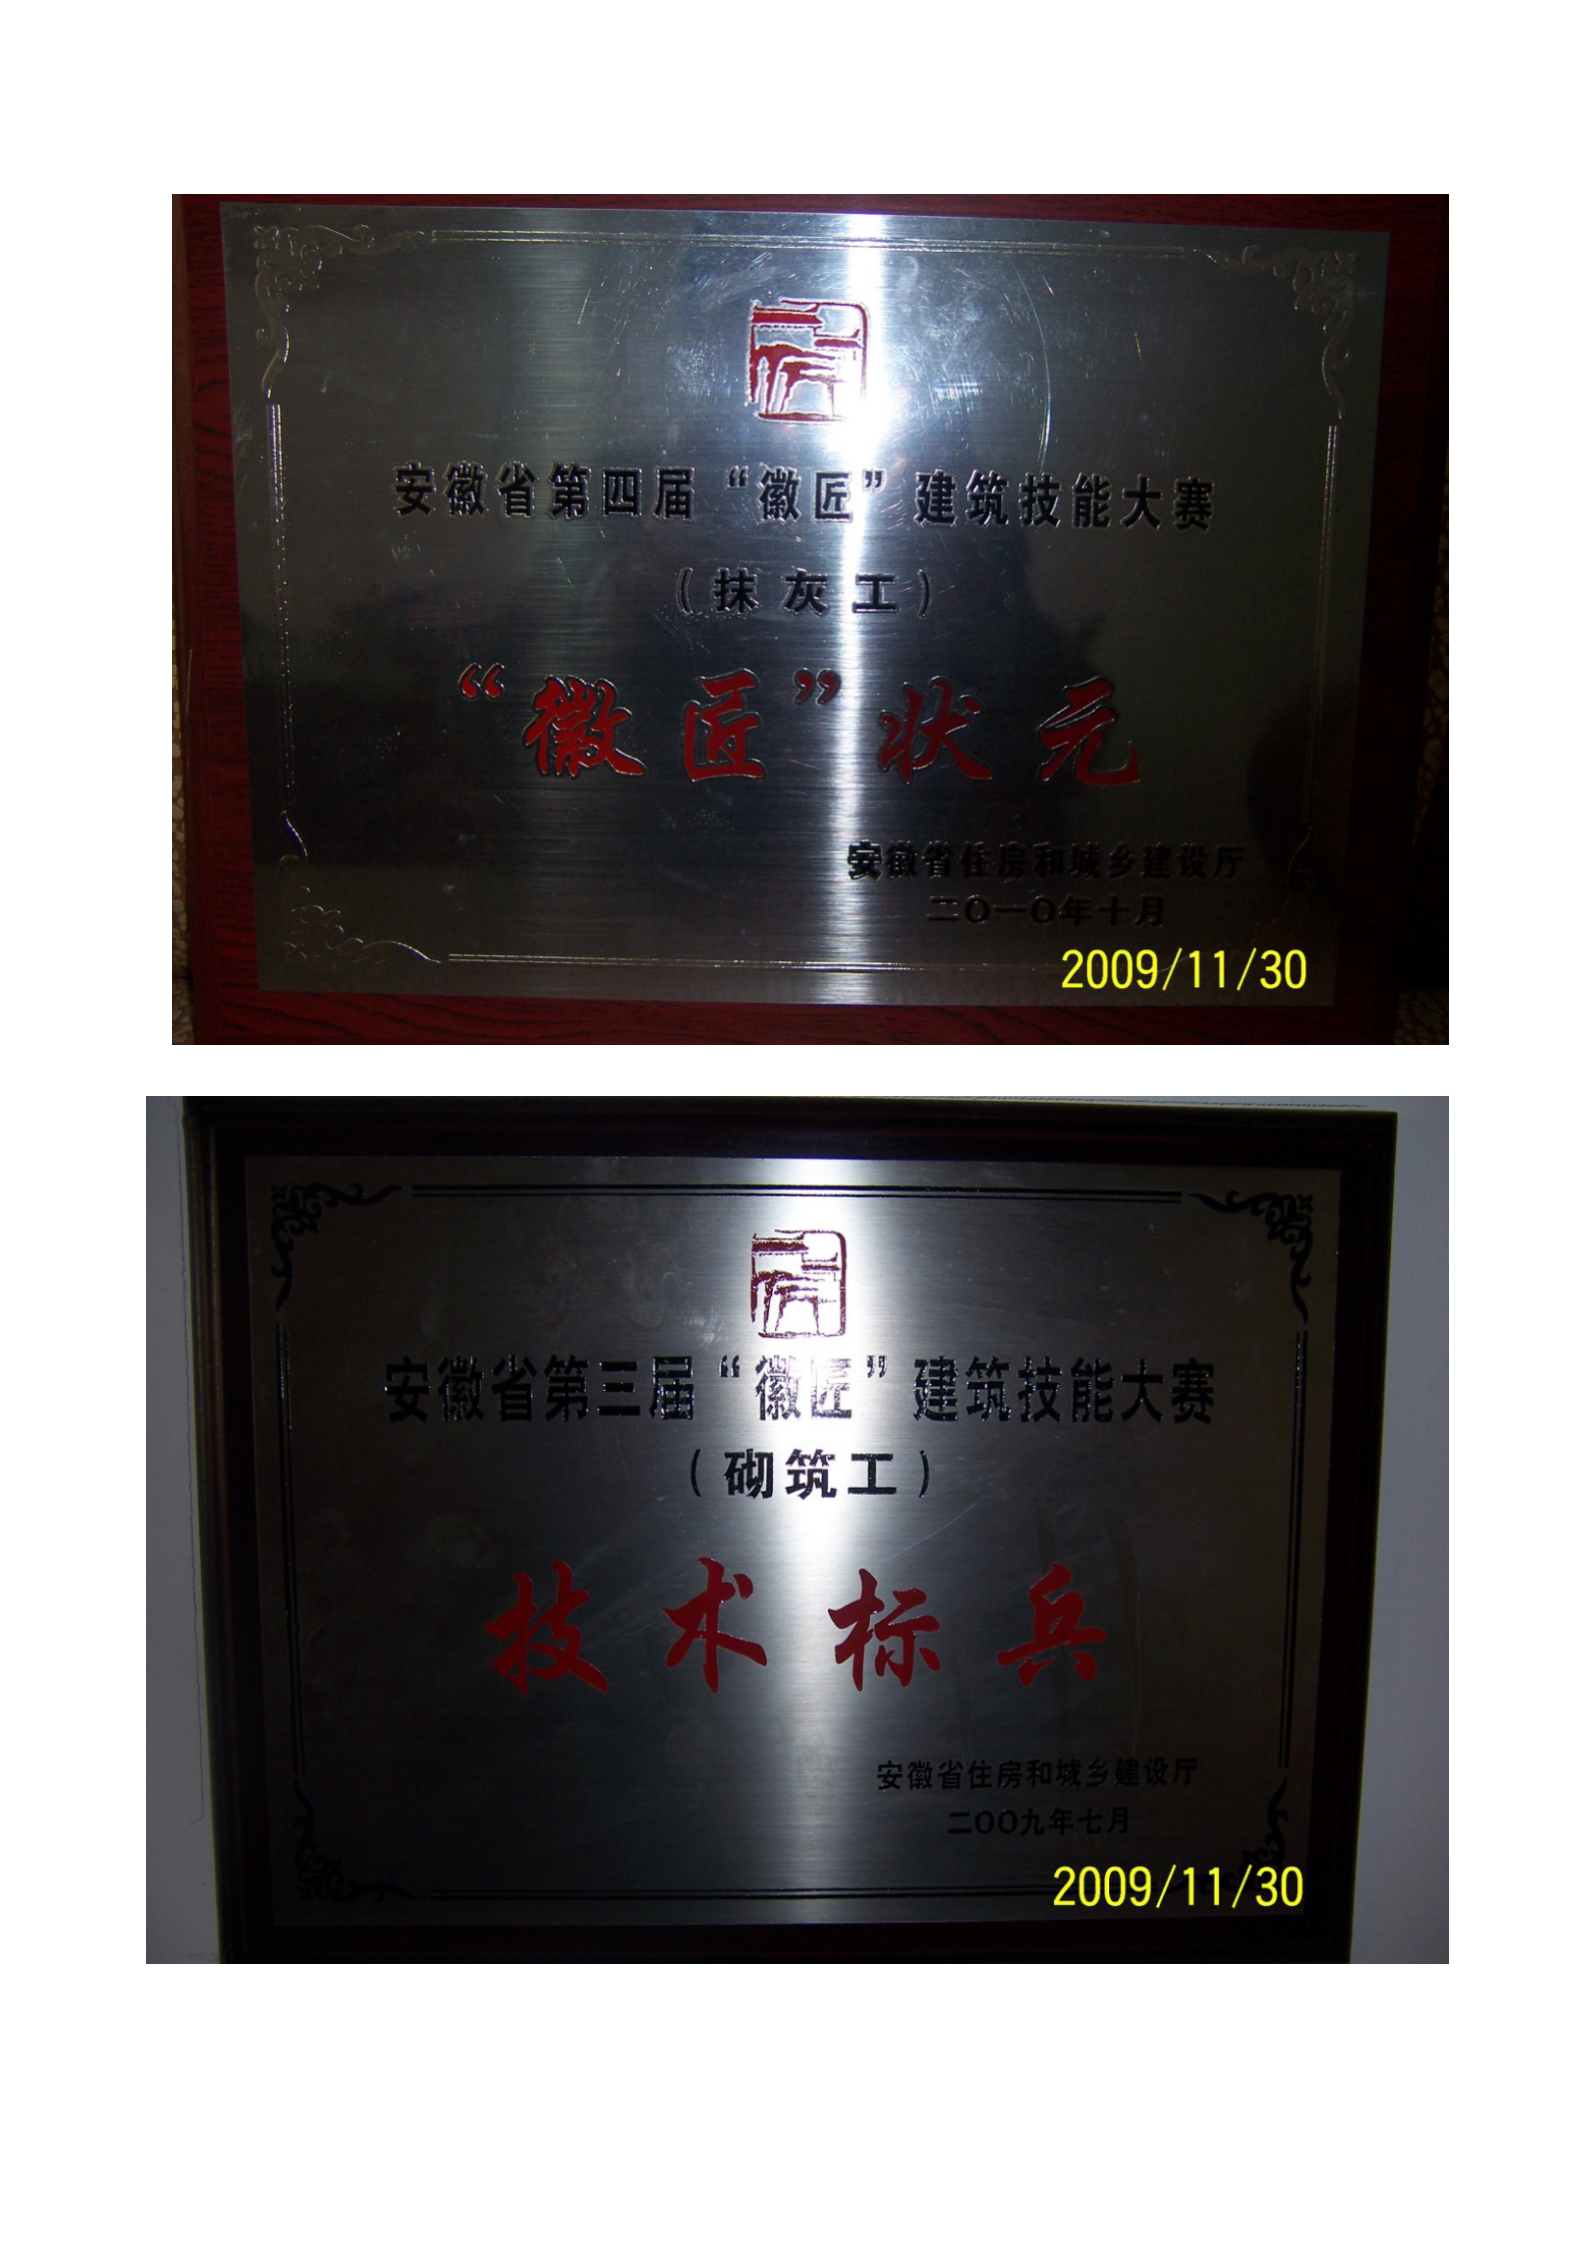 安徽省第四届“徽匠”建筑技能大赛
（抹灰工）
“徽匠”状元
安徽省住房和城乡建设厅
二〇一〇年十月
2009/11/30
安徽省第三届“徽匠”建筑技能大赛
（砌筑工）
技术标兵
安徽省住房和城乡建设厅
二〇〇九年七月
2009/11/30